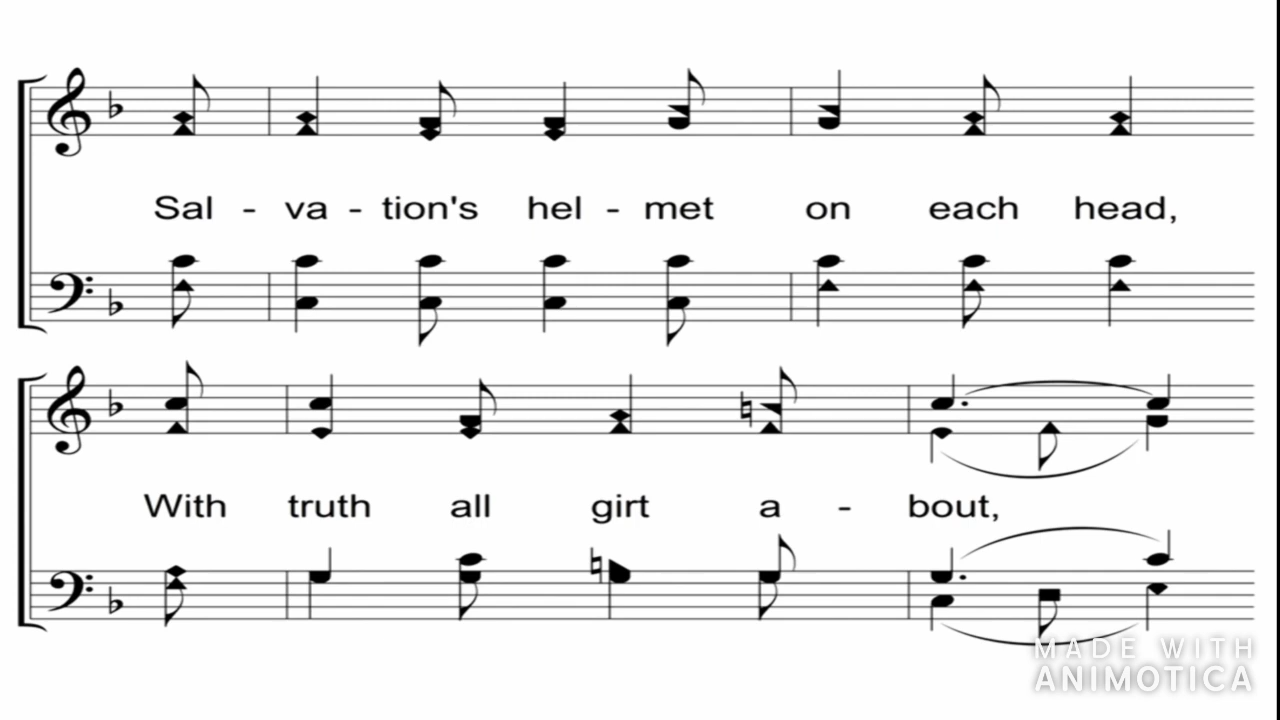 Sal - va - tion's hel - met on each head,
With truth all girt a - bout,
MADE WITH
ANIMOTICA